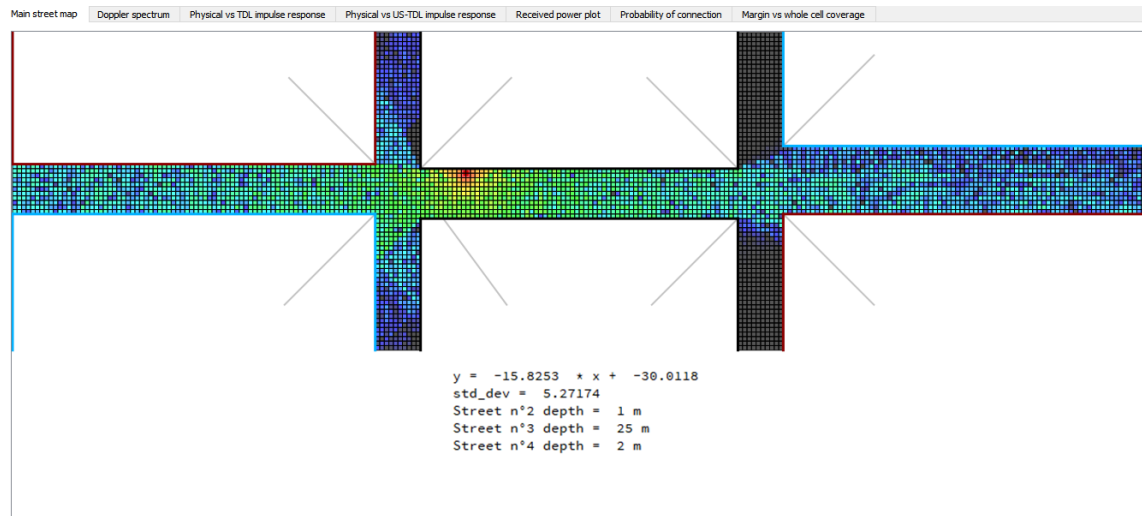 Main street map
Doppler spectrum
Physical vs TDL impulse response
Physical vs US-TDL impulse response
Received power plot
Probability of connection
Margin vs whole cell coverage
y = -15.8253 * x + -30.0118
std_dev = 5.27174
Street n°2 depth = 1 m
Street n°3 depth = 25 m
Street n°4 depth = 2 m